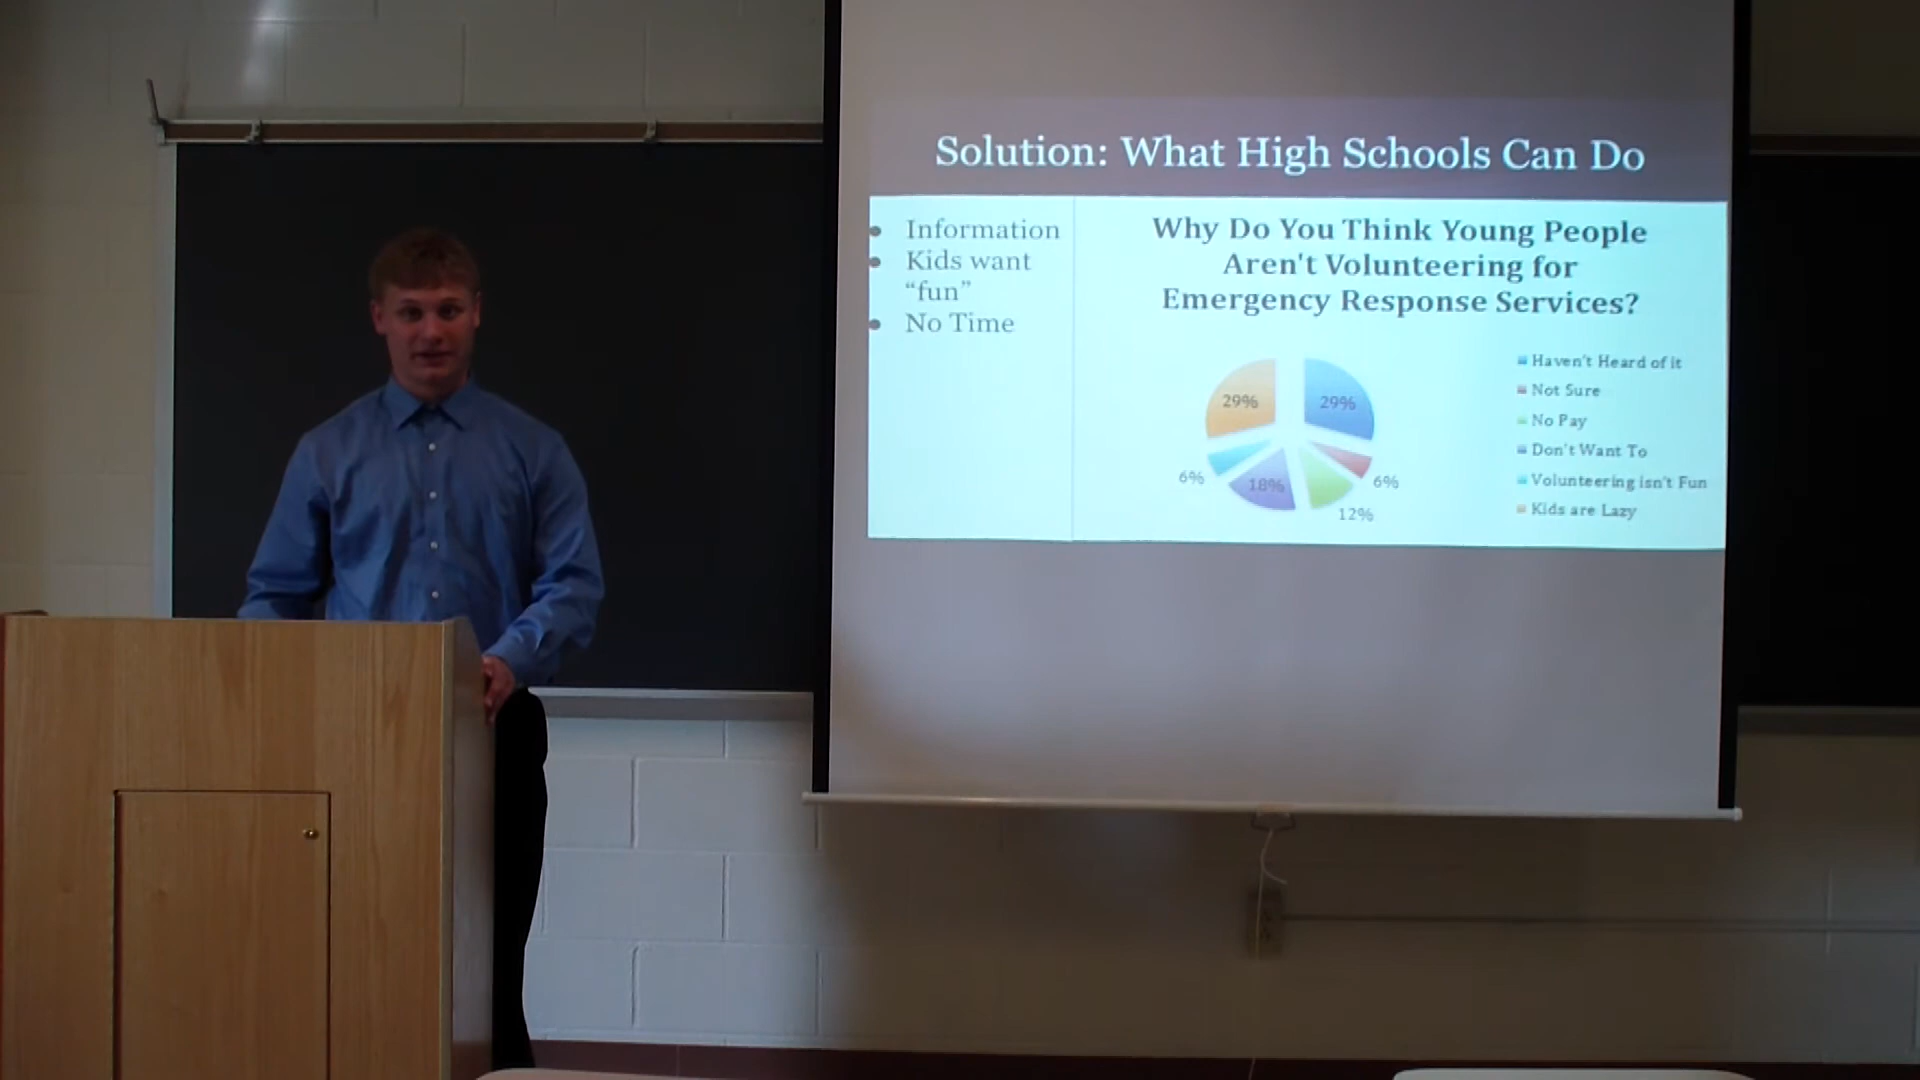 Solution: What High Schools Can Do
Information
Kids want
“fun”
No Time
Why Do You Think Young People
Aren't Volunteering for
Emergency Response Services?
29%
29%
6%
18%
12%
6%
Haven't Heard of it
Not Sure
No Pay
Don't Want To
Volunteering isn't Fun
Kids are Lazy